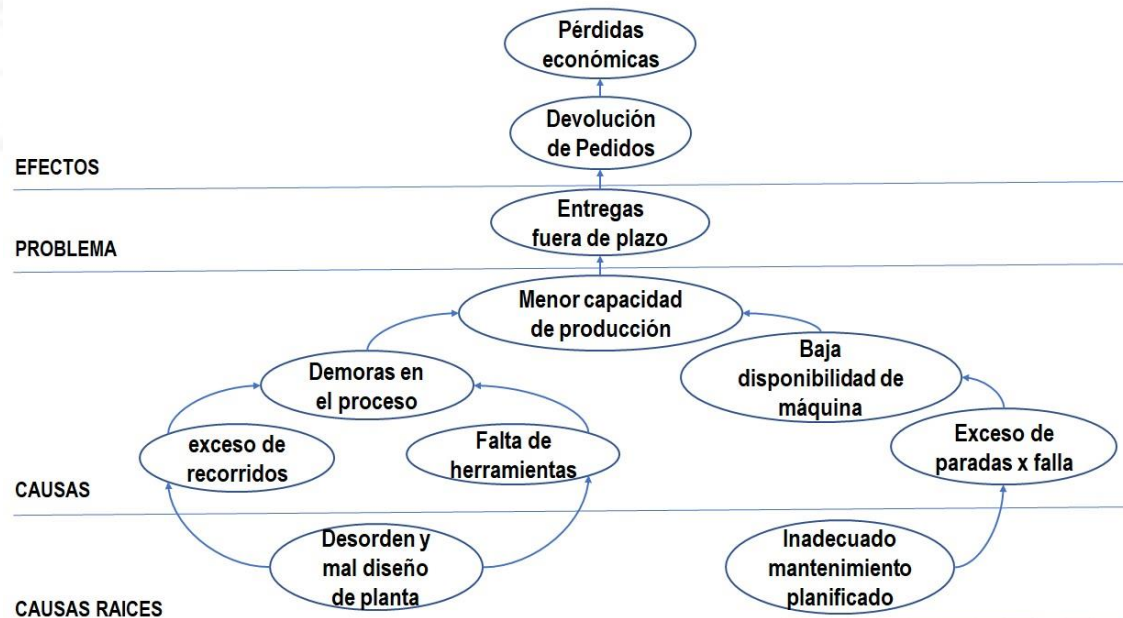 Pérdidas
económicas
Devolución
de Pedidos
EFECTOS
Entregas
fuera de plazo
PROBLEMA
Menor capacidad
de producción
Demoras en
el proceso
Baja
disponibilidad de
máquina
exceso de
recorridos
Falta de
herramientas
Exceso de
paradas x falla
CAUSAS
Desorden y
mal diseño
de planta
Inadecuado
mantenimiento
planificado
CAUSAS RAICES